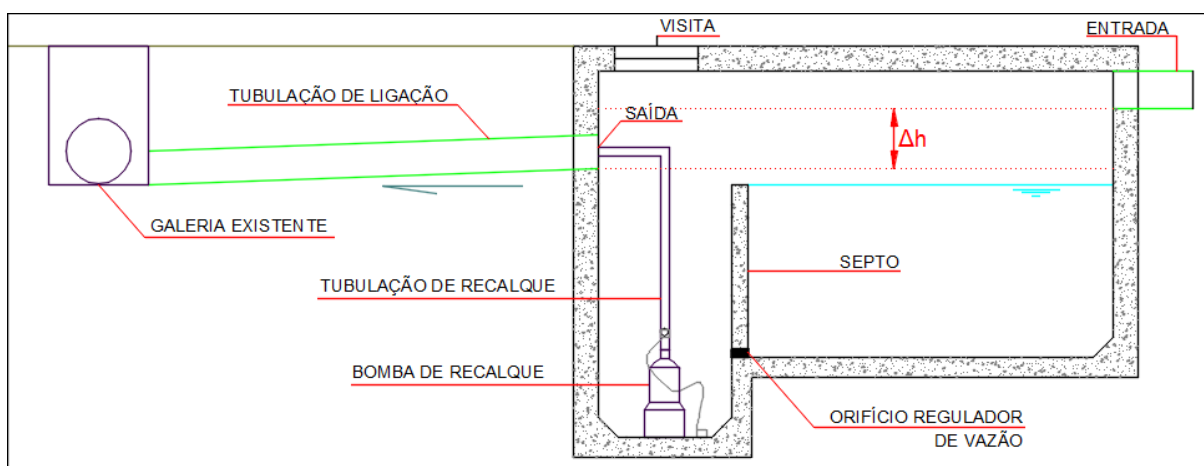 VISITA
ENTRADA
TUBULAÇÃO DE LIGAÇÃO
SAÍDA
Δh
GALERIA EXISTENTE
SEPTO
TUBULAÇÃO DE RECALQUE
BOMBA DE RECALQUE
ORIFÍCIO REGULADOR
DE VAZÃO